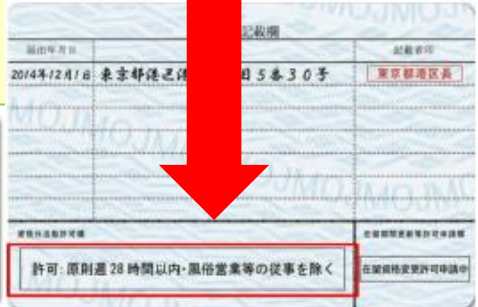 記載欄
届出年月日
記載者印
2014年12月1日 東京都港区港 目5番30号
東京都港区長
MOJMOJ
資格外活動許可欄
在留期間更新等許可申請欄
許可: 原則週28時間以内・風俗営業等の従事を除く
在留資格変更許可申請中